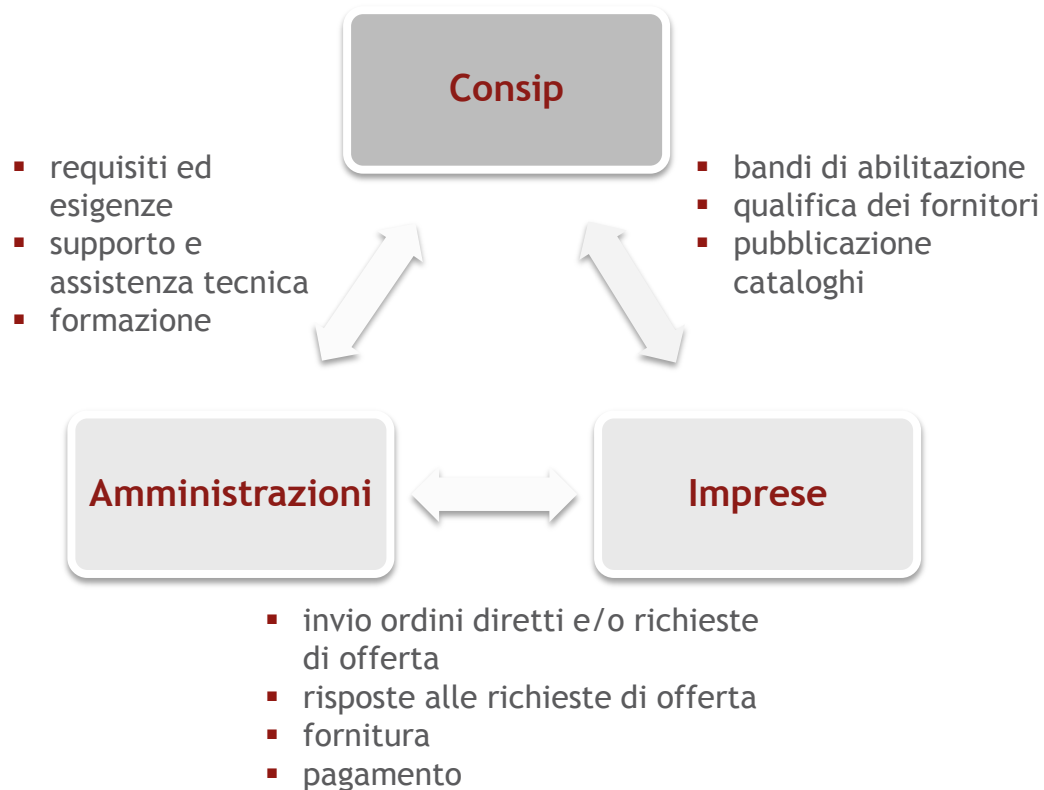 Consip
▪ requisiti ed
esigenze
▪ supporto e
assistenza tecnica
▪ formazione
▪ bandi di abilitazione
▪ qualifica dei fornitori
▪ pubblicazione
cataloghi
Amministrazioni
Imprese
▪ invio ordini diretti e/o richieste
di offerta
▪ risposte alle richieste di offerta
▪ fornitura
▪ pagamento